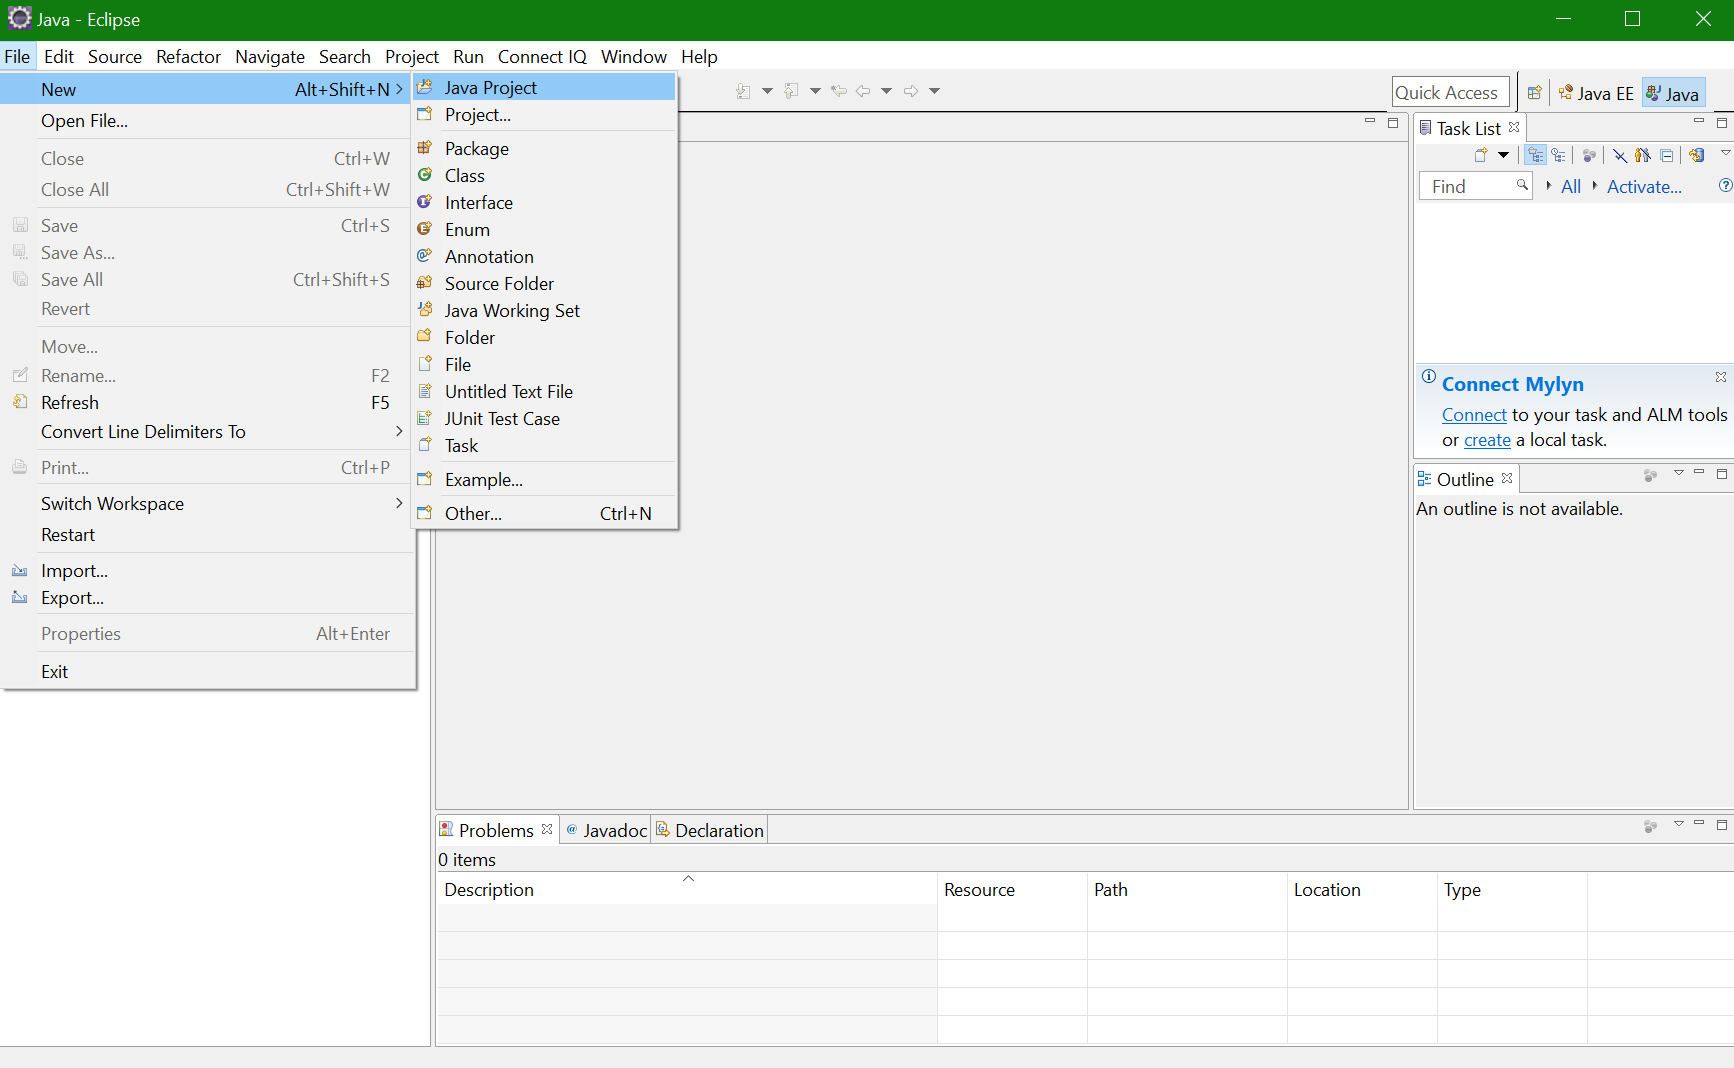 Java - Eclipse
File Edit Source Refactor Navigate Search Project Run Connect IQ Window Help
New Alt+Shift+N
Open File...
Close Ctrl+W
Close All Ctrl+Shift+W
Save Ctrl+S
Save As...
Save All Ctrl+Shift+S
Revert
Move...
Rename... F2
Refresh F5
Convert Line Delimiters To
Print... Ctrl+P
Switch Workspace
Restart
Import...
Export...
Properties Alt+Enter
Exit
Java Project
Project...
Package
Class
Interface
Enum
Annotation
Source Folder
Java Working Set
Folder
File
Untitled Text File
JUnit Test Case
Task
Example...
Other... Ctrl+N
Quick Access Java EE Java
Task List
Find All Activate...
Connect Mylyn
Connect to your task and ALM tools
or create a local task.
Outline
An outline is not available.
Problems Javadoc Declaration
0 items
Description Resource Path Location Type